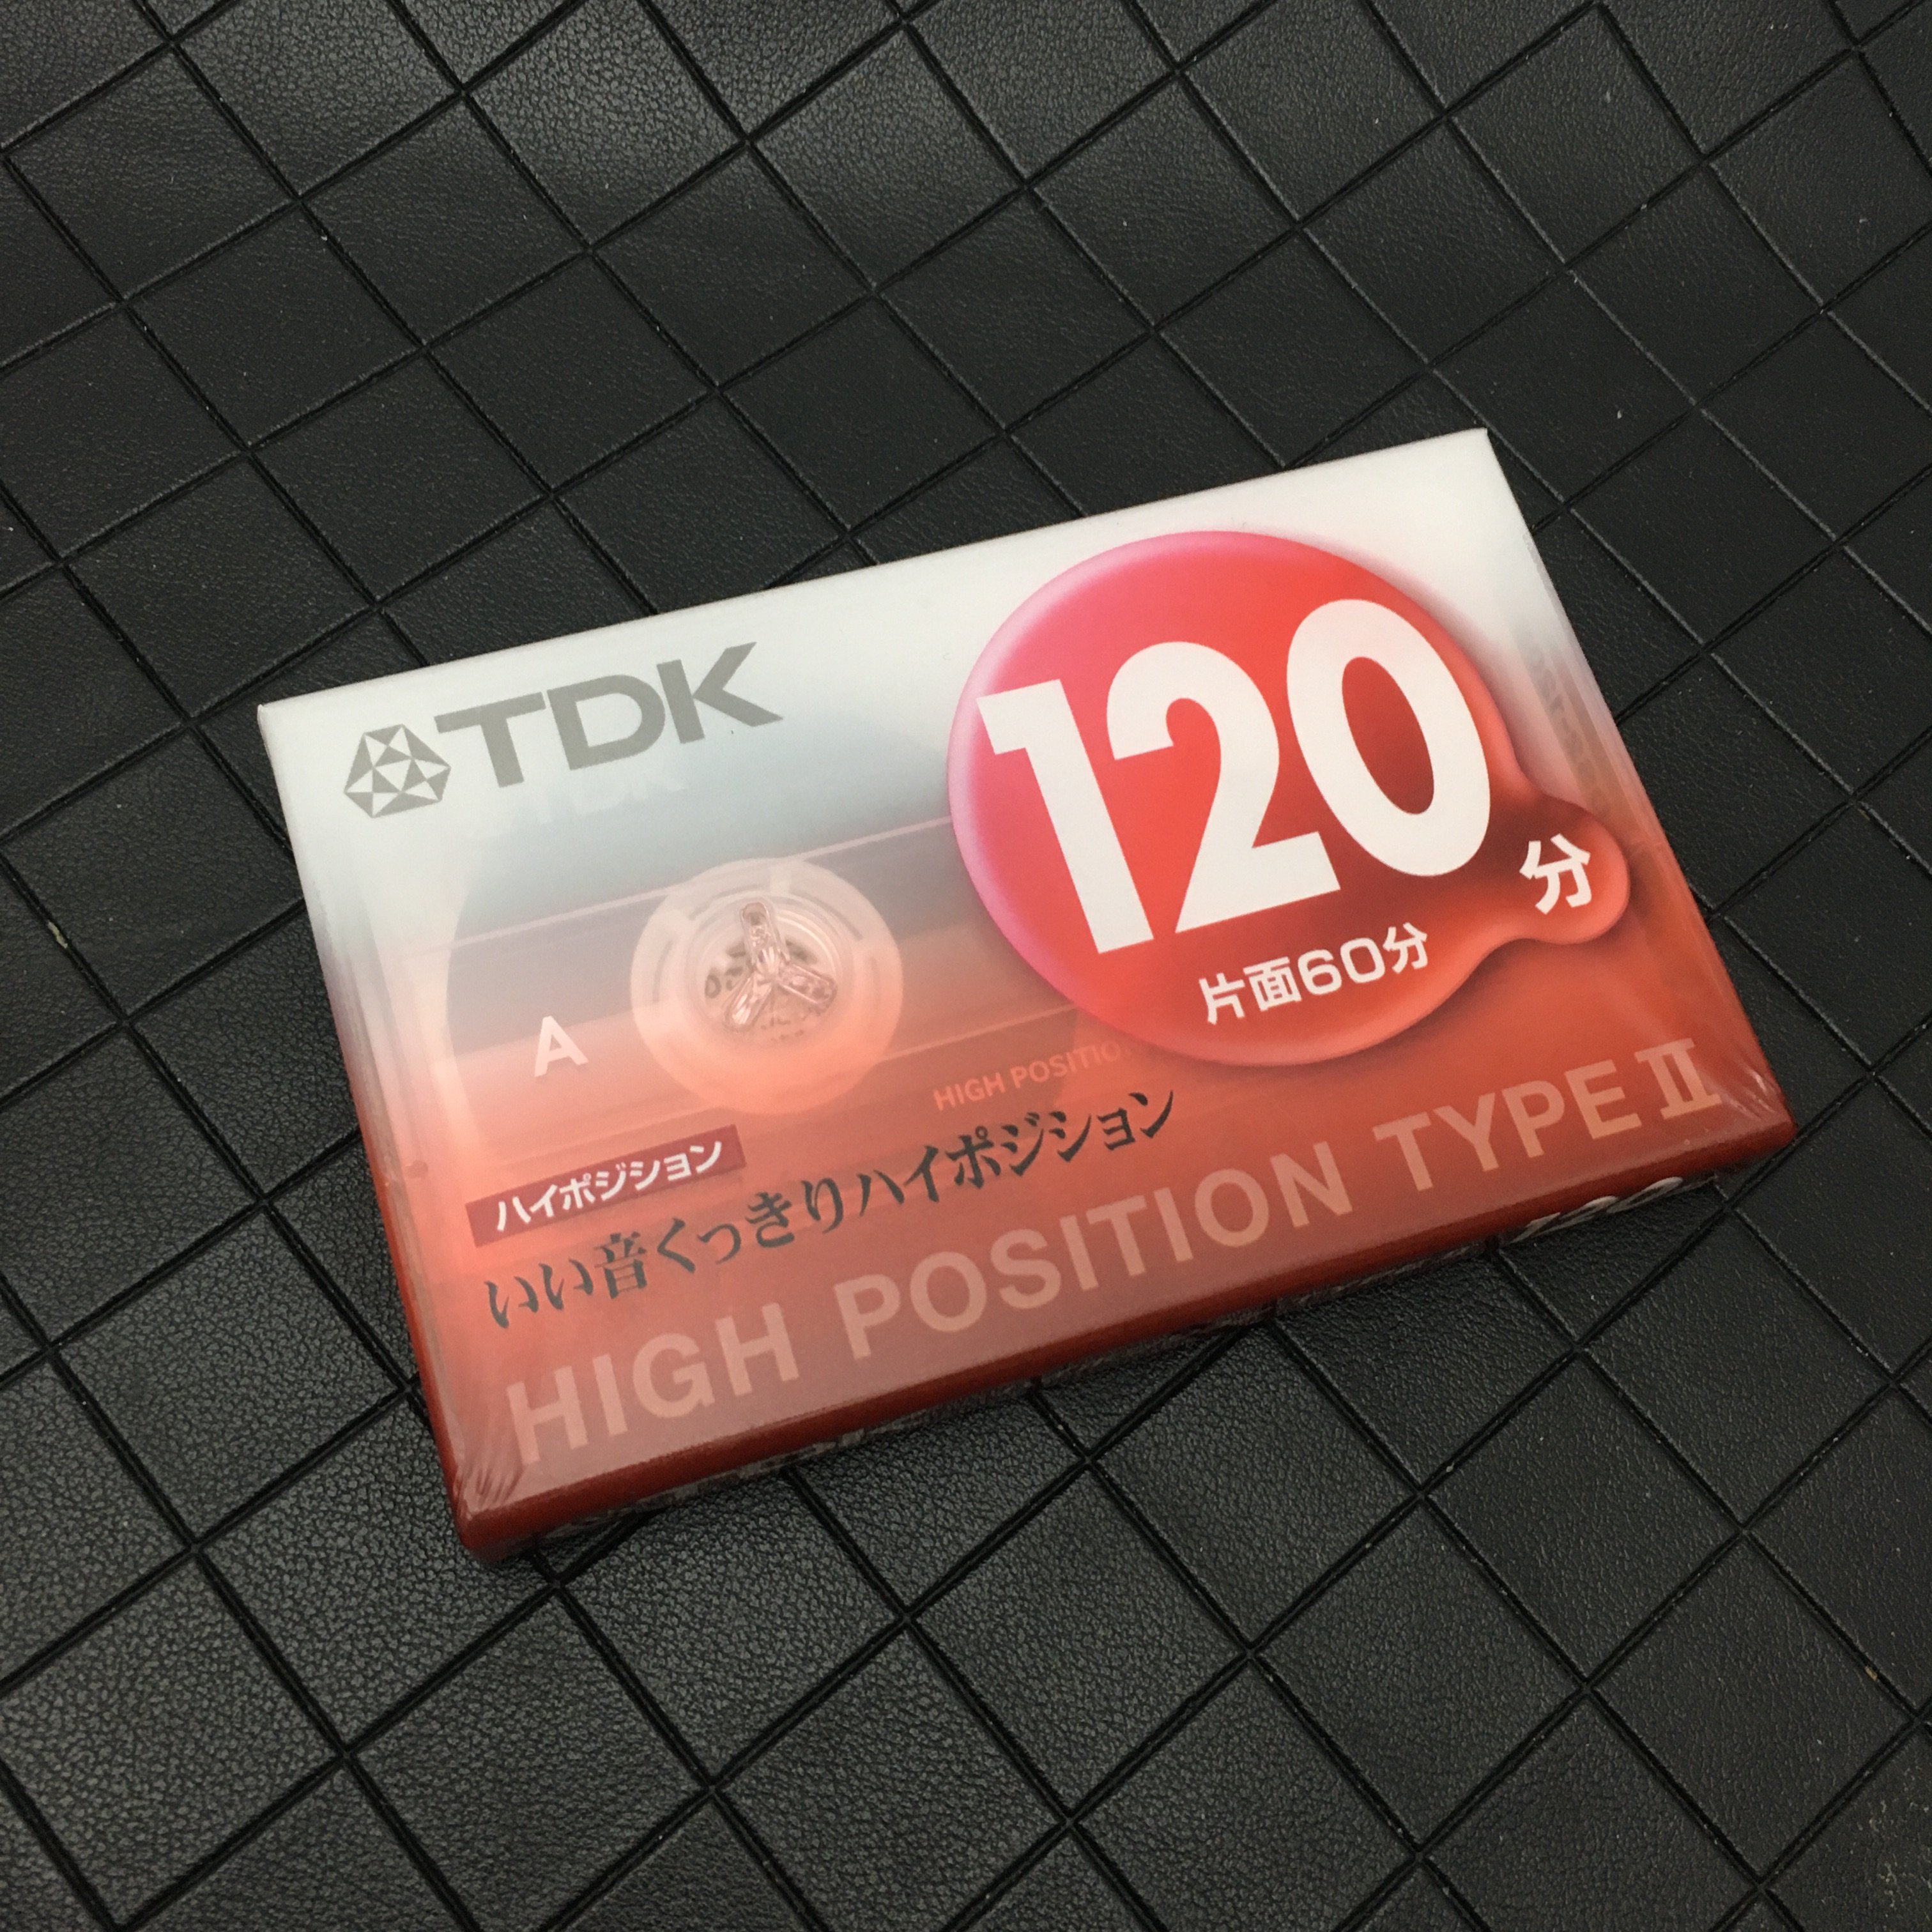 TDK
120
分
片面60分
A
HIGH POSITIO
ハイポジション
いい音くっきりハイポジション
HIGH POSITION TYPE II